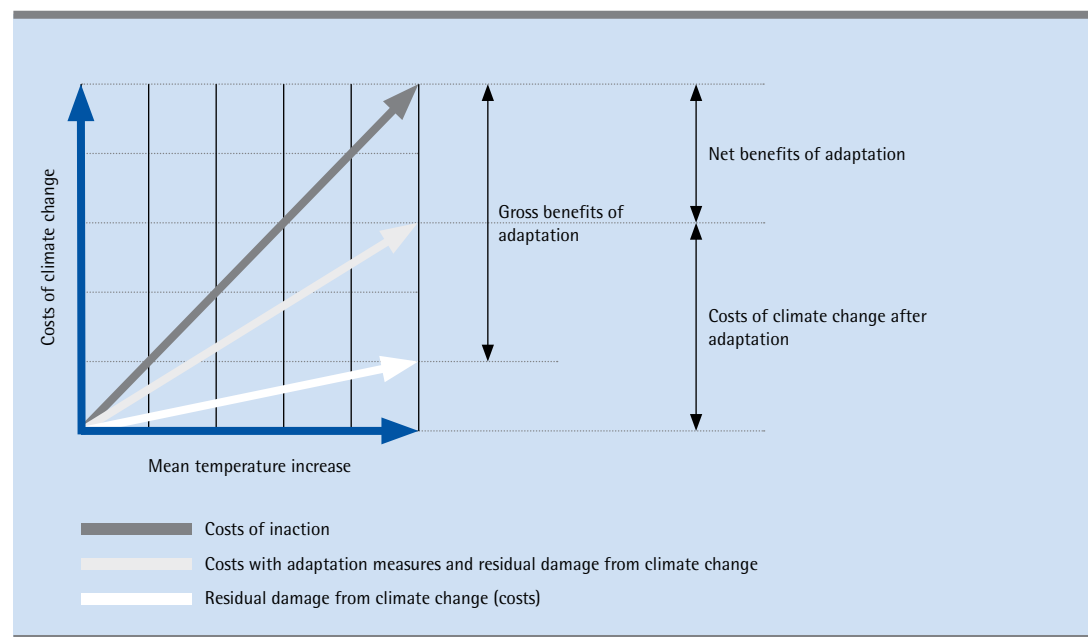 Costs of climate change
Net benefits of adaptation
Gross benefits of
adaptation
Costs of climate change after
adaptation
Mean temperature increase
Costs of inaction
Costs with adaptation measures and residual damage from climate change
Residual damage from climate change (costs)